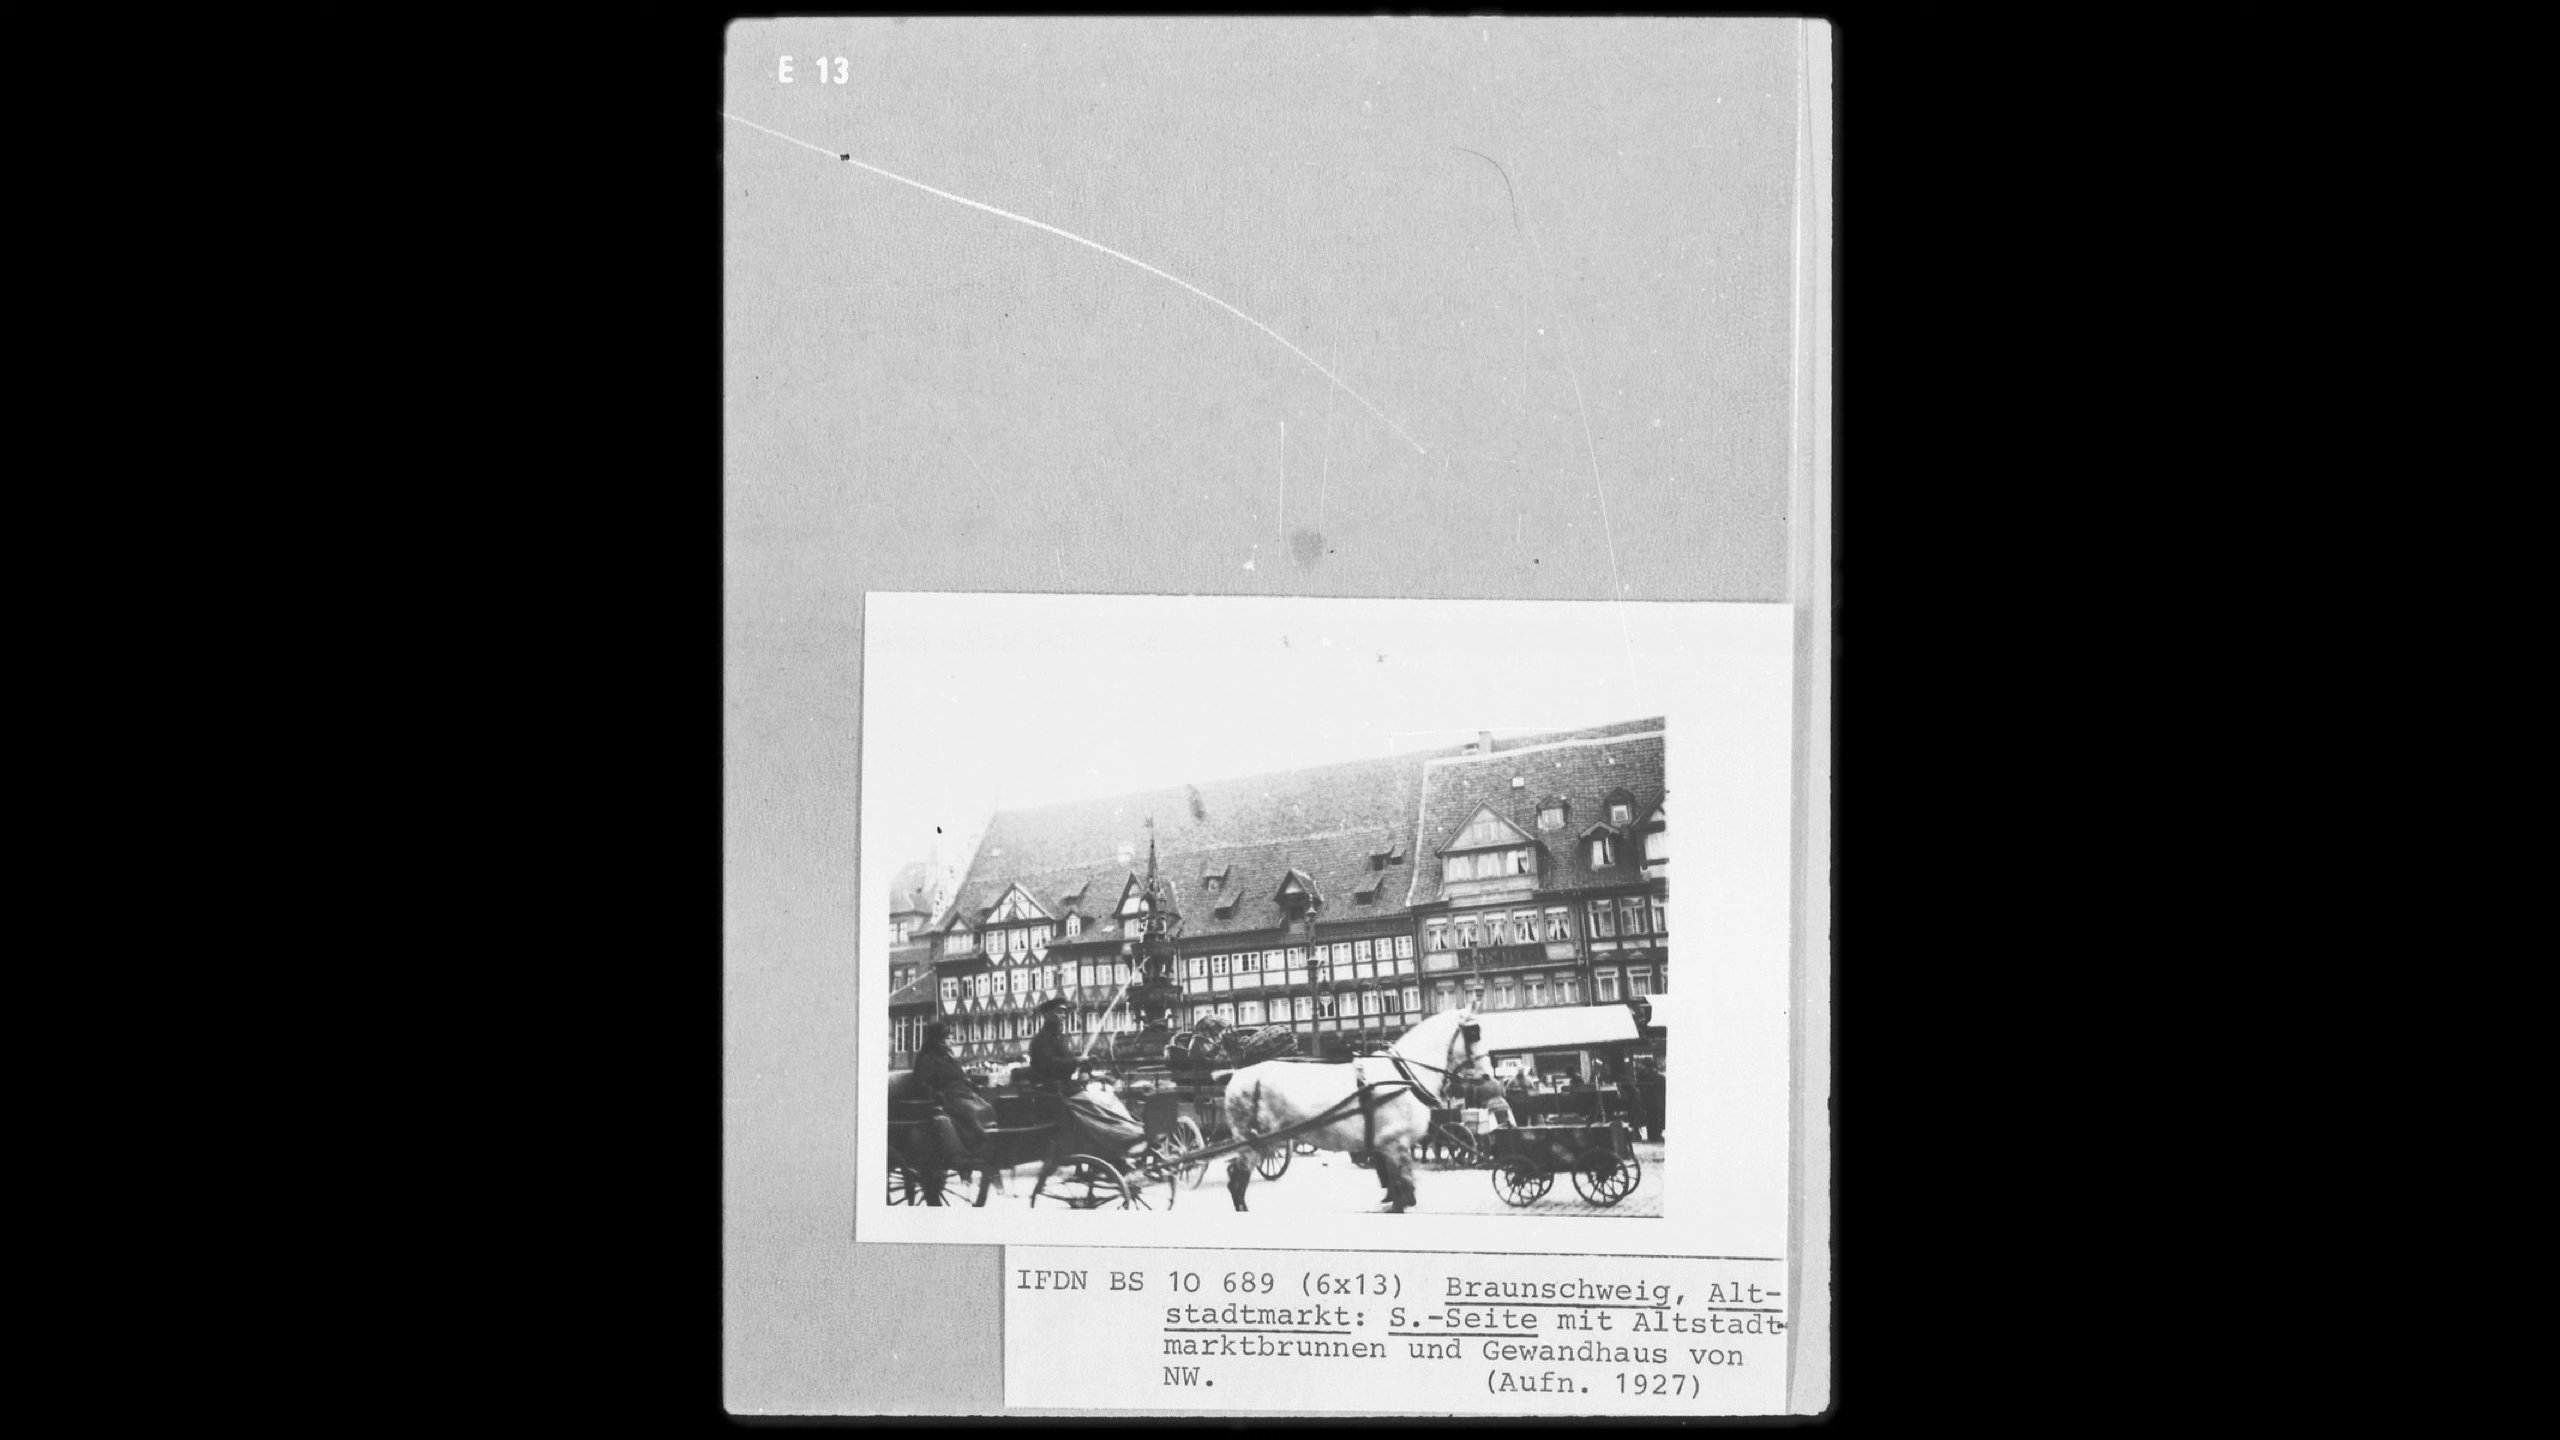 E 13
IFDN BS 10 689 (6x13) Braunschweig, Alt-
stadtmarkt: S.-Seite mit Altstadt-
marktbrunnen und Gewandhaus von
NW. (Aufn. 1927)